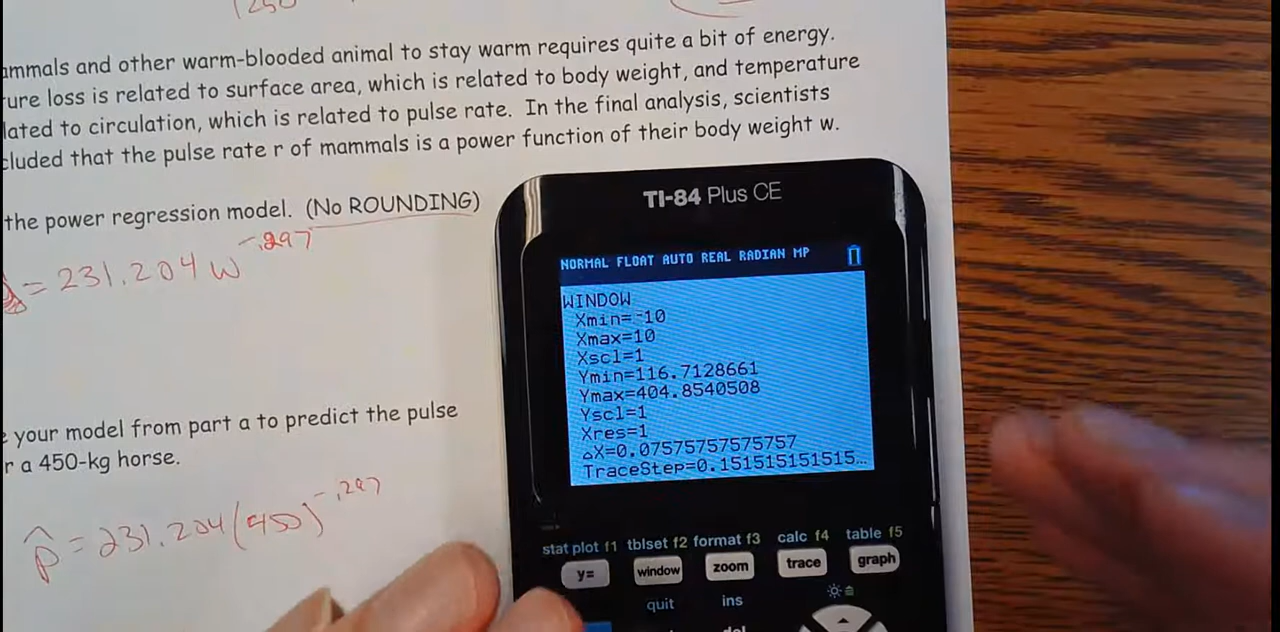 1250
ammals and other warm-blooded animal to stay warm requires quite a bit of energy.
ure loss is related to surface area, which is related to body weight, and temperature
lated to circulation, which is related to pulse rate. In the final analysis, scientists
cluded that the pulse rate r of mammals is a power function of their body weight w.
the power regression model. (No ROUNDING)
= 231.204 w^-.297
your model from part a to predict the pulse
r a 450-kg horse.
p̂ = 231.204(450)^-.297
TI-84 Plus CE
NORMAL FLOAT AUTO REAL RADIAN MP
WINDOW
Xmin=-10
Xmax=10
Xscl=1
Ymin=116.7128661
Ymax=404.8540508
Yscl=1
Xres=1
△X=0.07575757575757
TraceStep=0.151515151515...
stat plot f1 tblset f2 format f3 calc f4 table f5
y= window zoom trace graph
quit ins